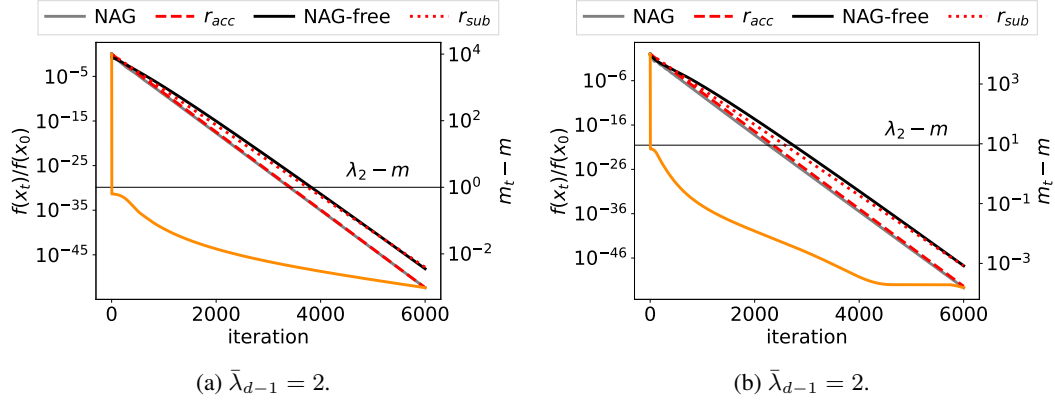 NAG r_acc NAG-free r_sub
f(x_t)/f(x_0)
10^{-5}
10^{-15}
10^{-25}
10^{-35}
10^{-45}
λ_2 − m
10^4
10^2
10^0
10^{-2}
m_t − m
0 2000 4000 6000
iteration
(a) λ̄_{d−1} = 2.
NAG r_acc NAG-free r_sub
f(x_t)/f(x_0)
10^{-6}
10^{-16}
10^{-26}
10^{-36}
10^{-46}
λ_2 − m
10^3
10^1
10^{-1}
10^{-3}
m_t − m
0 2000 4000 6000
iteration
(b) λ̄_{d−1} = 2.